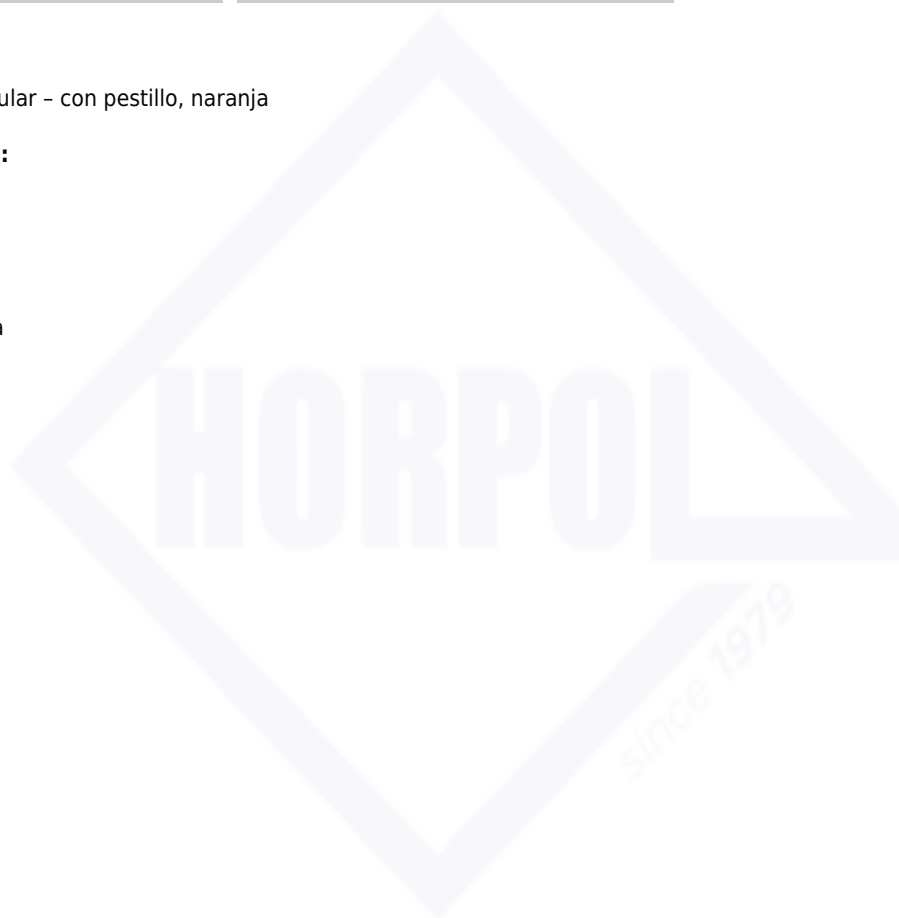 ular – con pestillo, naranja
:
a
HORPOL
since 1979